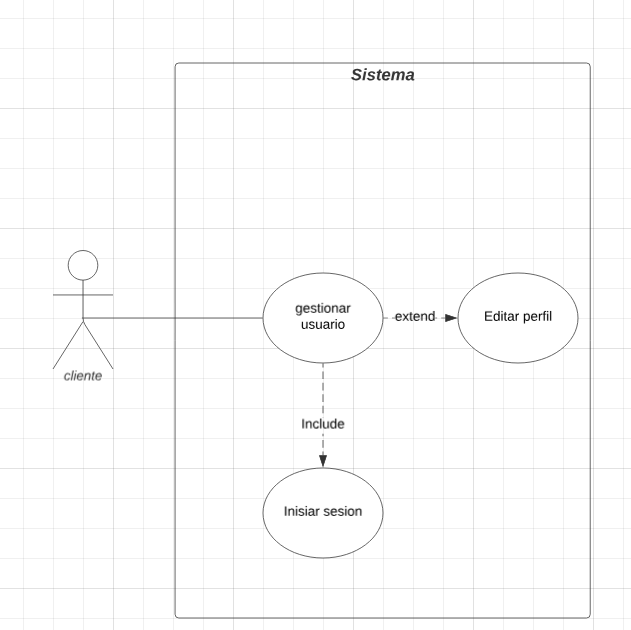 Sistema
gestionar
usuario
extend
Editar perfil
cliente
Include
Inisiar sesion